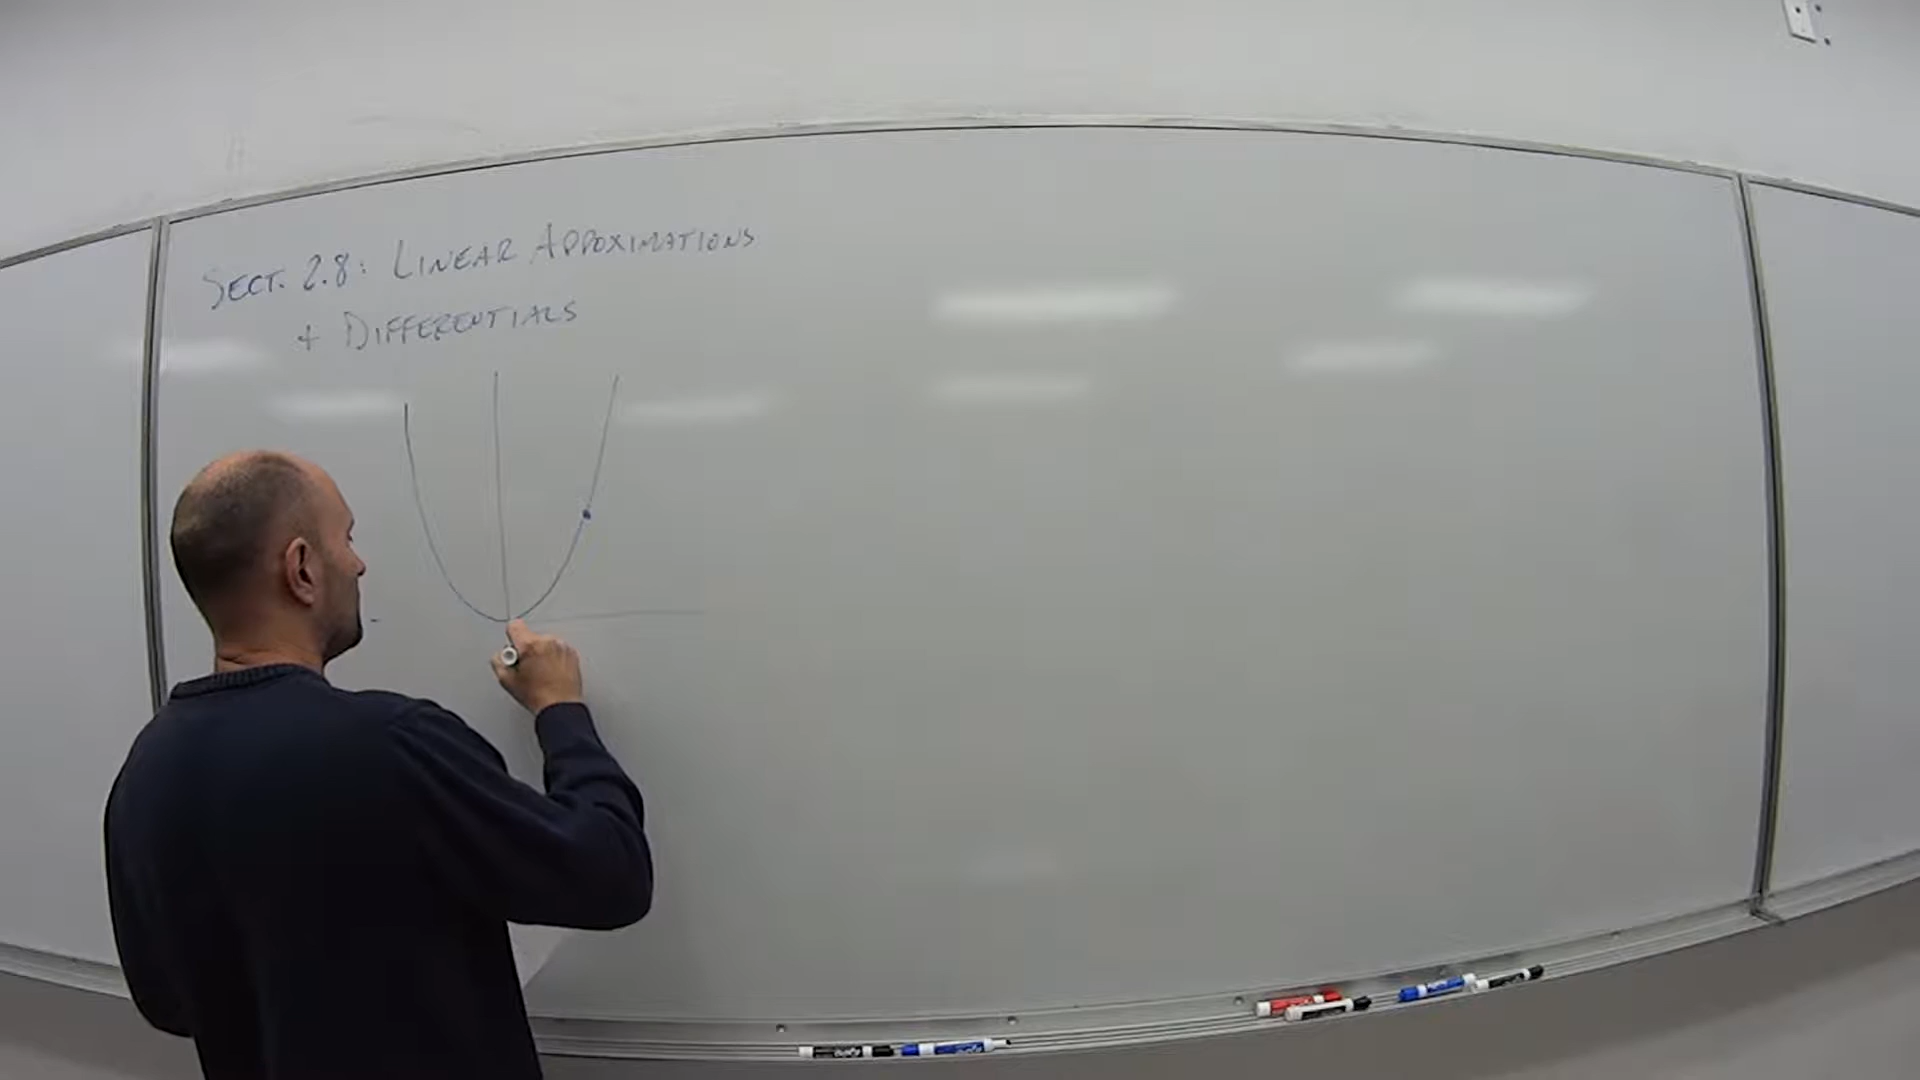 SECT. 2.8: LINEAR APPROXIMATIONS
+ DIFFERENTIALS